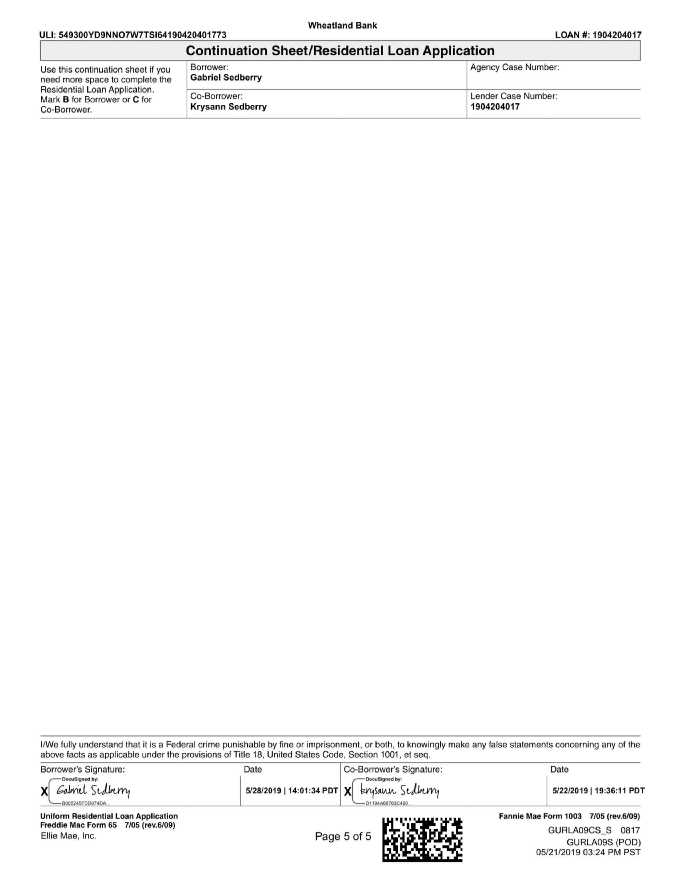 Wheatland Bank
ULI: 549300YD9NNO7W7TSI64190420401773 LOAN #: 1904204017
Continuation Sheet/Residential Loan Application
Use this continuation sheet if you
need more space to complete the
Residential Loan Application.
Mark B for Borrower or C for
Co-Borrower.
Borrower:
Gabriel Sedberry
Agency Case Number:
Co-Borrower:
Krysann Sedberry
Lender Case Number:
1904204017
I/We fully understand that it is a Federal crime punishable by fine or imprisonment, or both, to knowingly make any false statements concerning any of the
above facts as applicable under the provisions of Title 18, United States Code, Section 1001, et seq.
Borrower's Signature: Date Co-Borrower's Signature: Date
DocuSigned by: DocuSigned by:
X Gabriel Sedberry 5/28/2019 | 14:01:34 PDT X Krysann Sedberry 5/22/2019 | 19:36:11 PDT
Uniform Residential Loan Application
Freddie Mac Form 65 7/05 (rev.6/09)
Ellie Mae, Inc.
Page 5 of 5
Fannie Mae Form 1003 7/05 (rev.6/09)
GURLA09CS_S 0817
GURLA09S (POD)
05/21/2019 03:24 PM PST